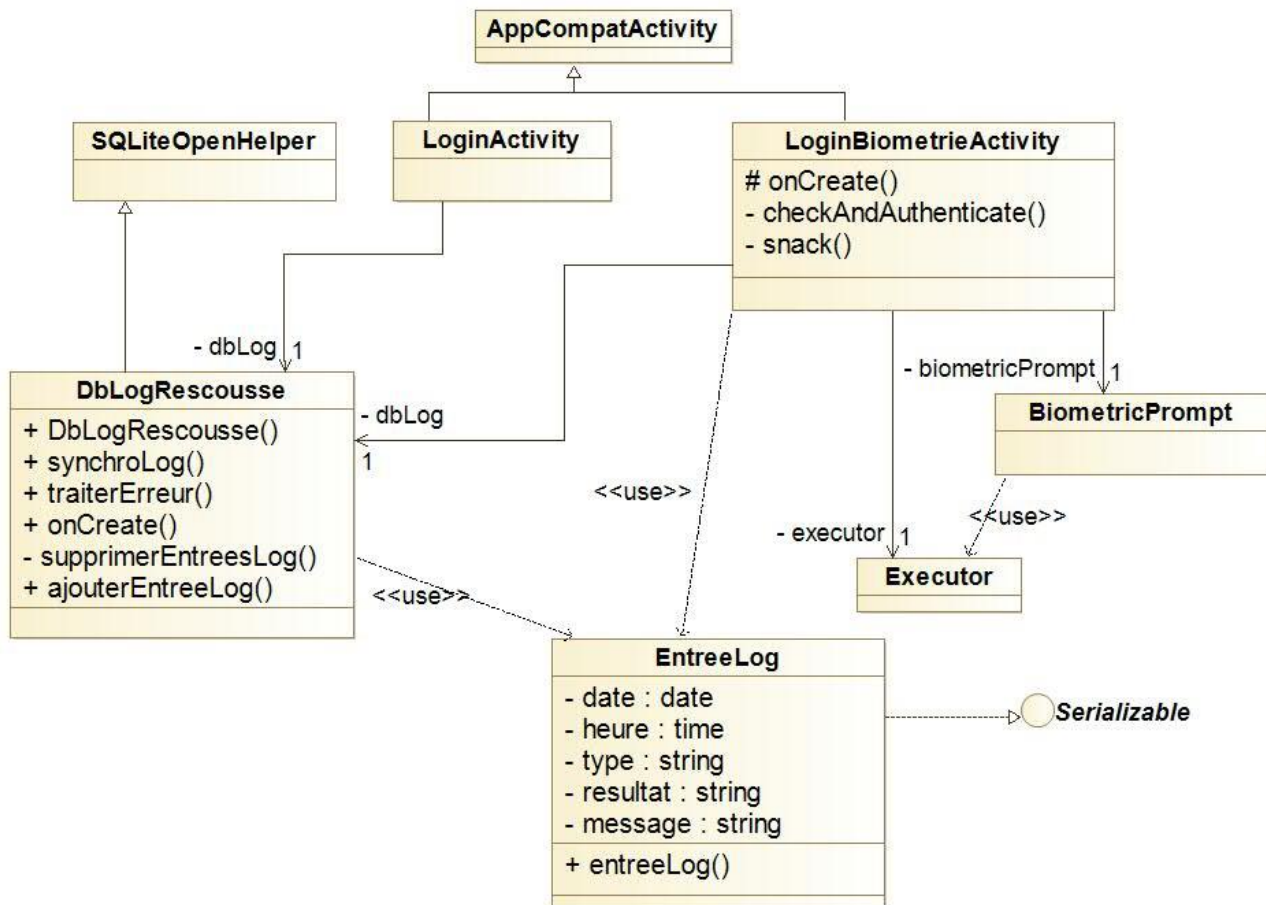 AppCompatActivity
SQLiteOpenHelper
LoginActivity
LoginBiometrieActivity
# onCreate()
- checkAndAuthenticate()
- snack()
- dbLog 1
- biometricPrompt 1
DbLogRescousse
+ DbLogRescousse()
+ synchroLog()
+ traiterErreur()
+ onCreate()
- supprimerEntreesLog()
+ ajouterEntreeLog()
- dbLog
1
BiometricPrompt
<<use>>
<<use>>
- executor 1
Executor
<<use>>
EntreeLog
- date : date
- heure : time
- type : string
- resultat : string
- message : string
+ entreeLog()
Serializable